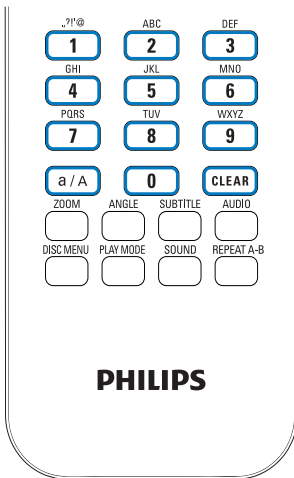 .,?!'@ ABC DEF
1 2 3
GHI JKL MNO
4 5 6
PQRS TUV WXYZ
7 8 9
a / A 0 CLEAR
ZOOM ANGLE SUBTITLE AUDIO
DISC MENU PLAY MODE SOUND REPEAT A-B
PHILIPS